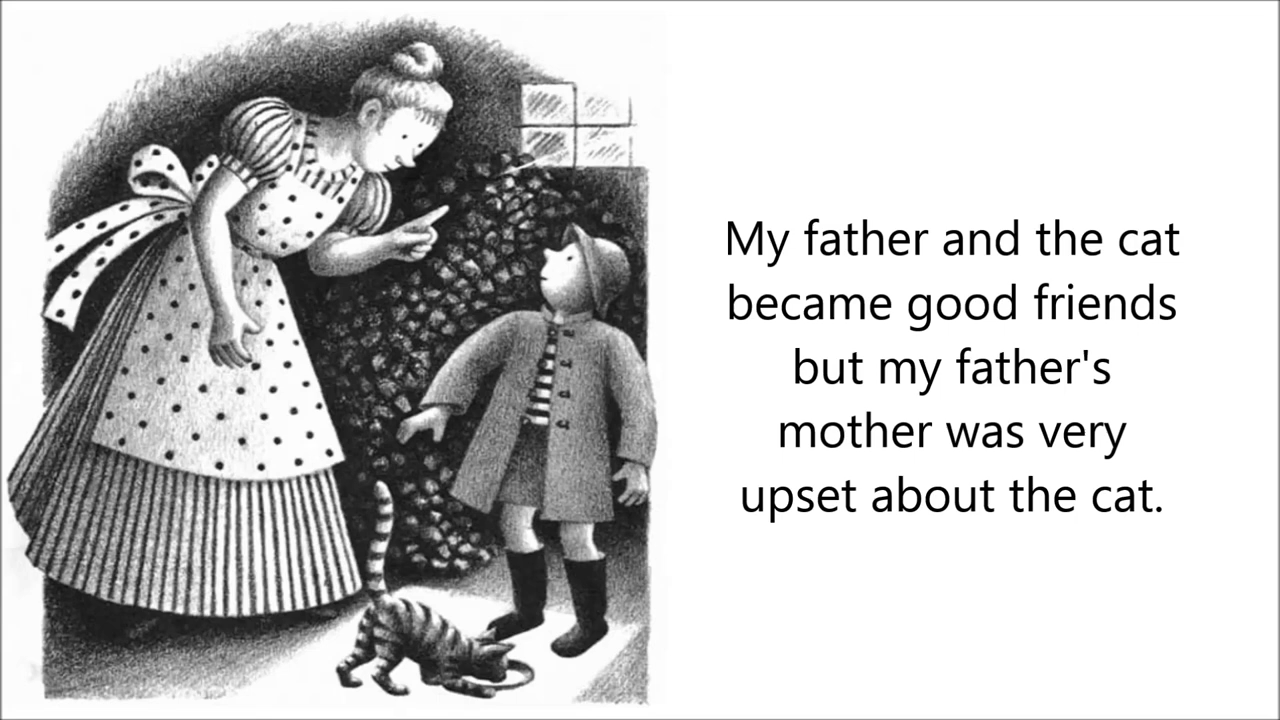 My father and the cat
became good friends
but my father's
mother was very
upset about the cat.